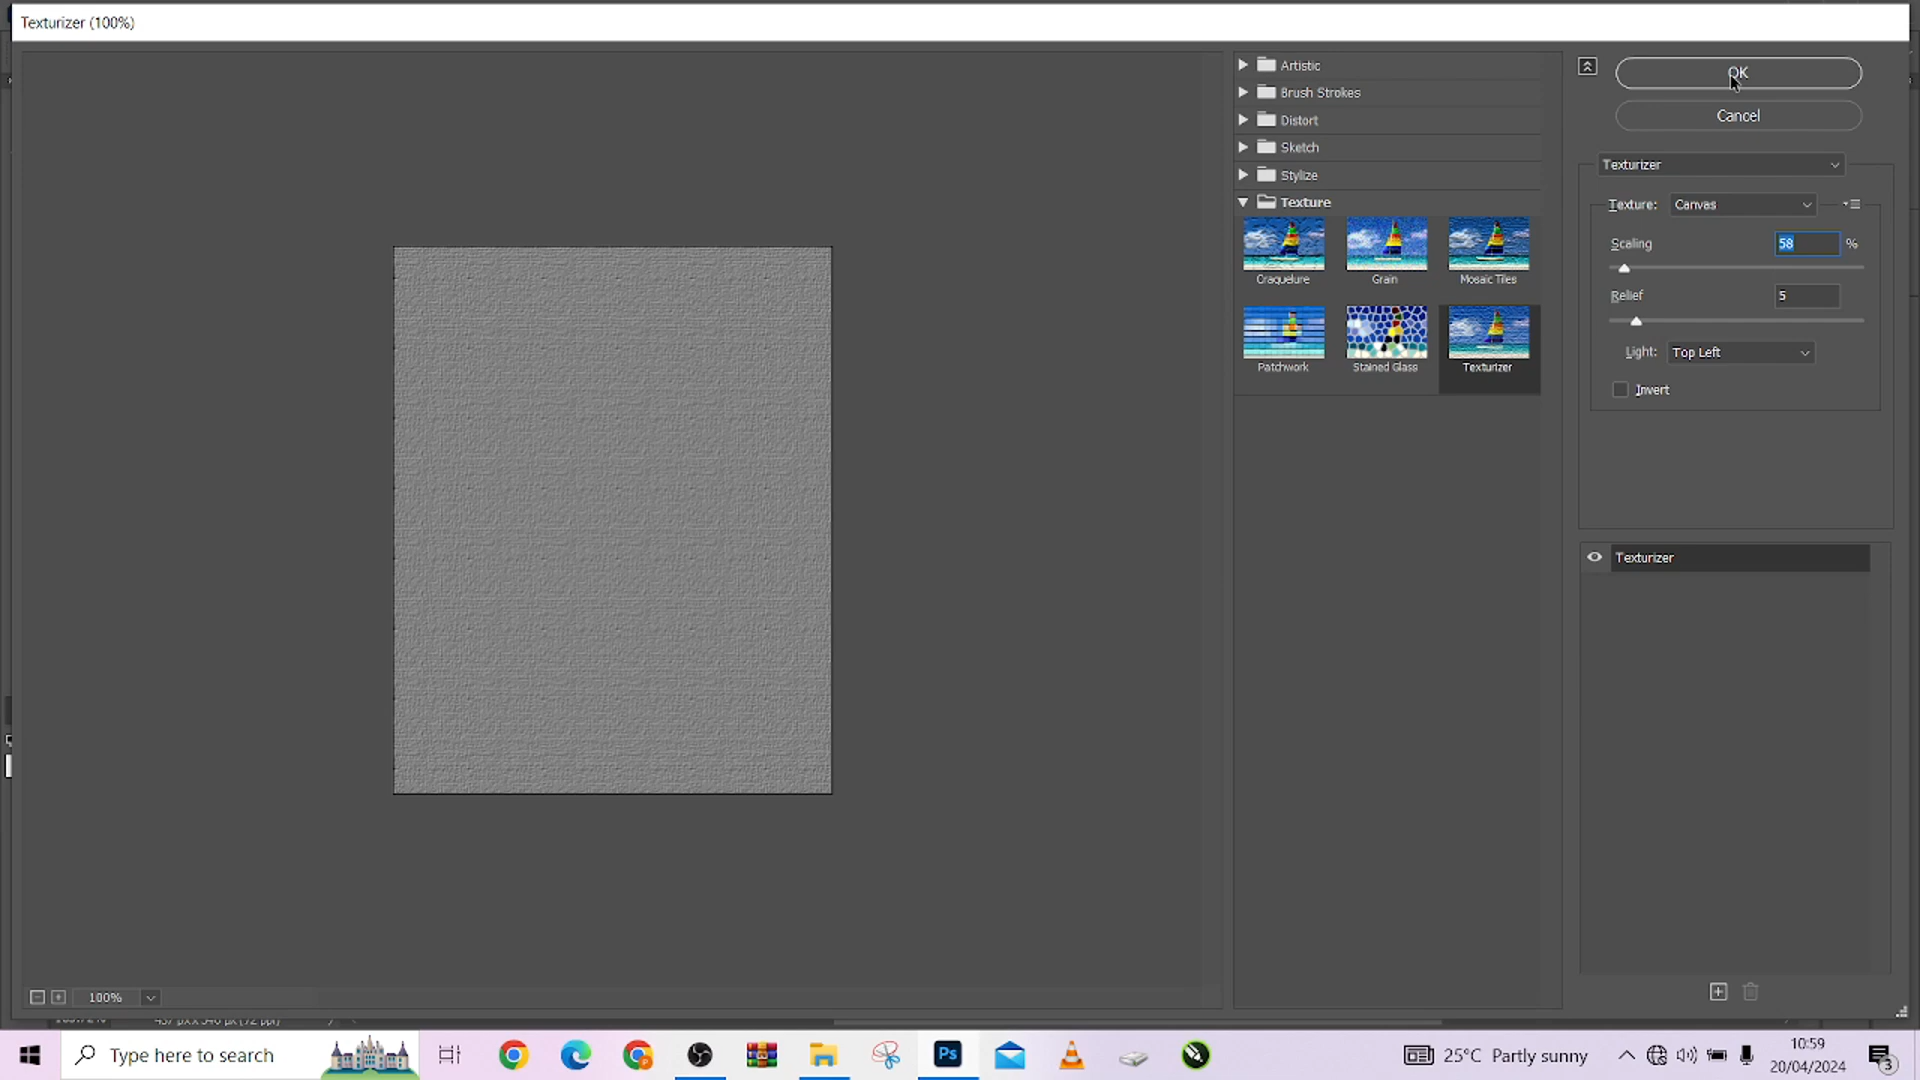 Texturizer (100%)
Artistic
Brush Strokes
Distort
Sketch
Stylize
Texture
Craquelure
Grain
Mosaic Tiles
Patchwork
Stained Glass
Texturizer
OK
Cancel
Texturizer
Texture: Canvas
Scaling 58 %
Relief 5
Light: Top Left
Invert
Texturizer
100%
Type here to search
Ps
25°C Partly sunny
10:59
20/04/2024
3